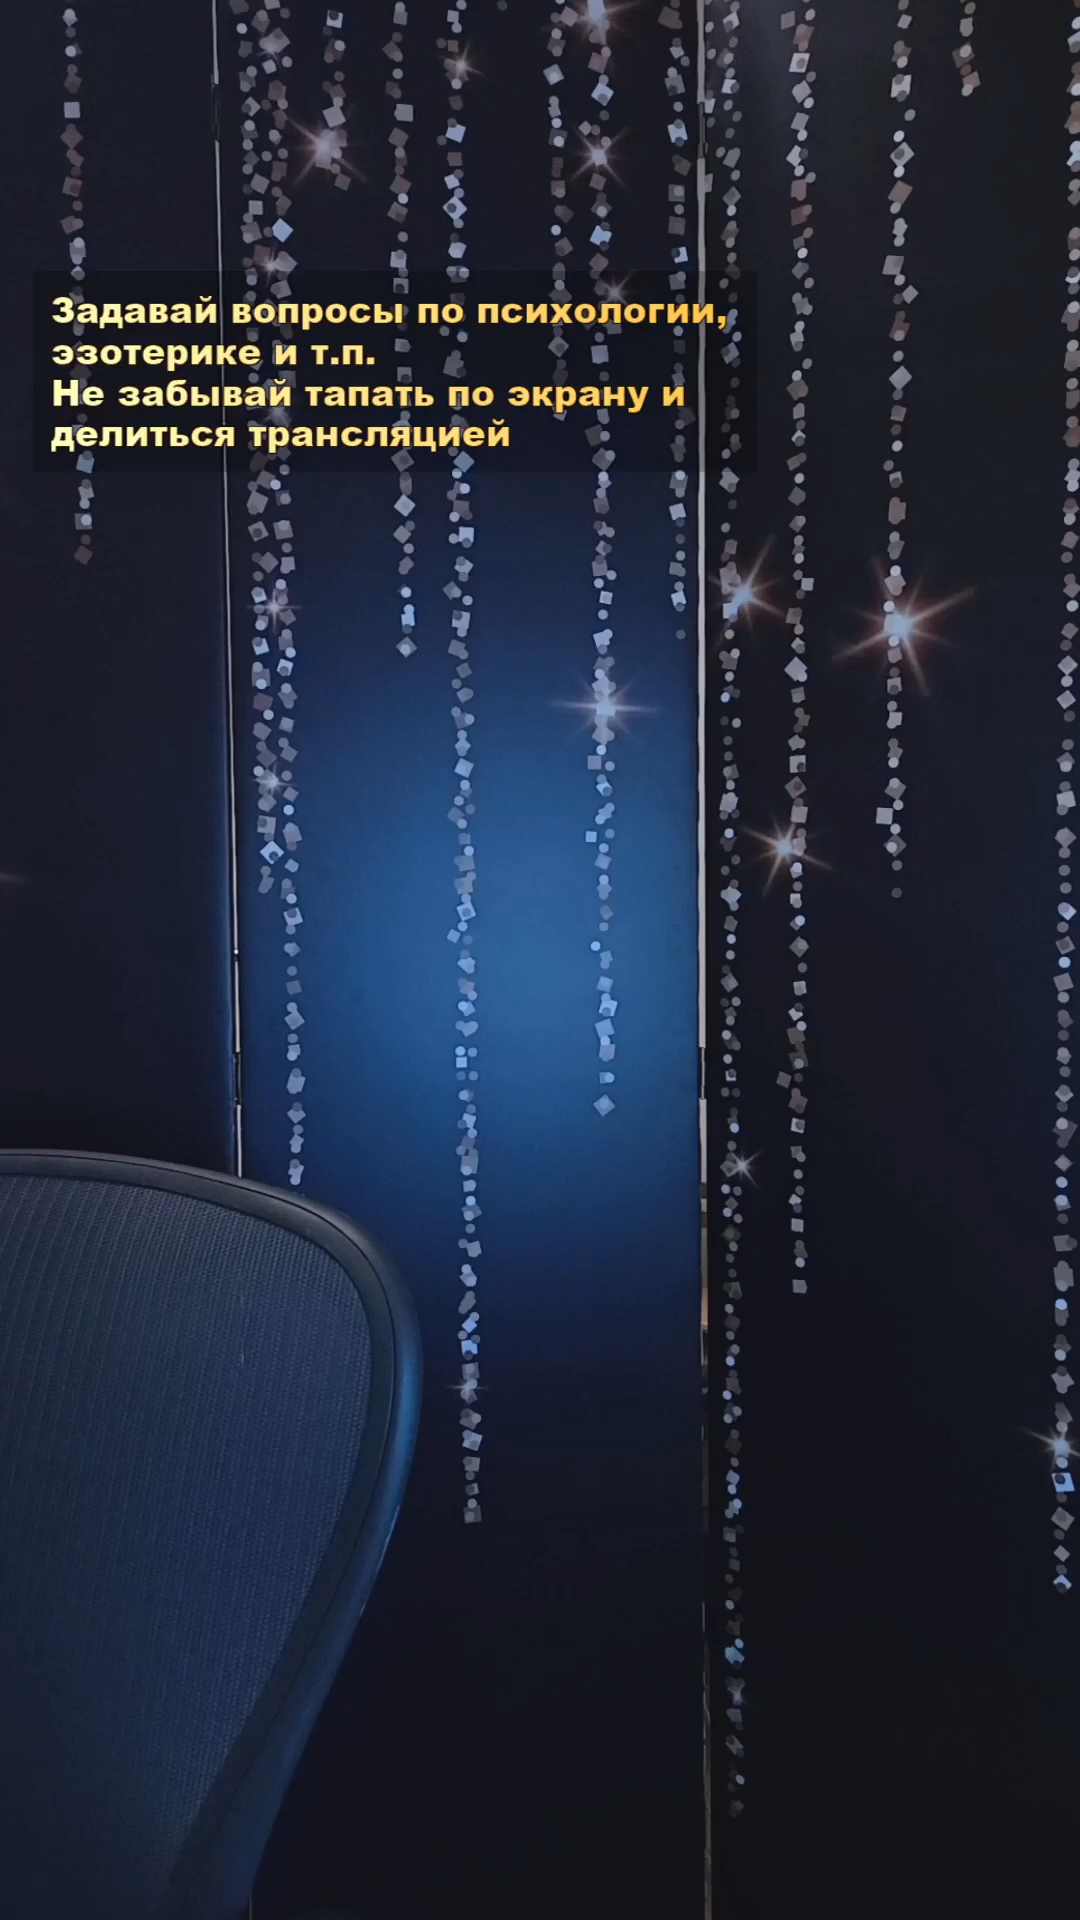 Задавай вопросы по психологии,
эзотерике и т.п.
Не забывай тапать по экрану и
делиться трансляцией